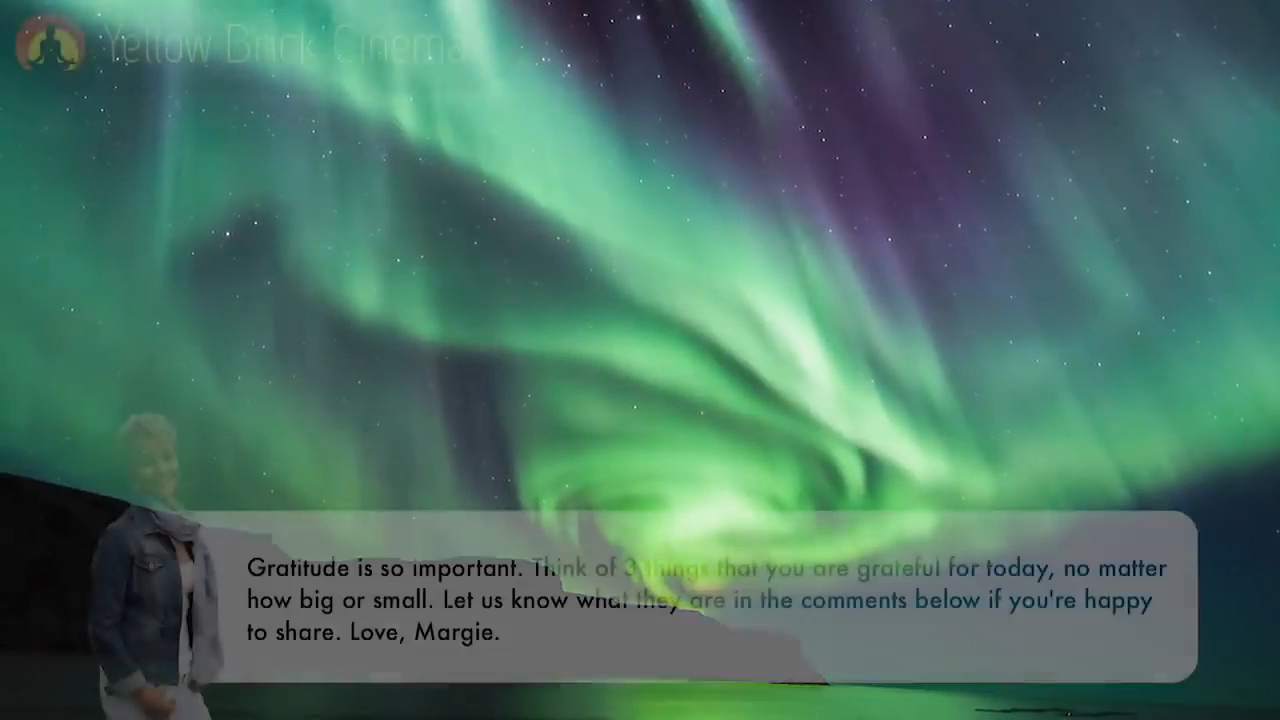 Yellow Brick Cinema
Gratitude is so important. Think of 3 things that you are grateful for today, no matter
how big or small. Let us know what they are in the comments below if you're happy
to share. Love, Margie.